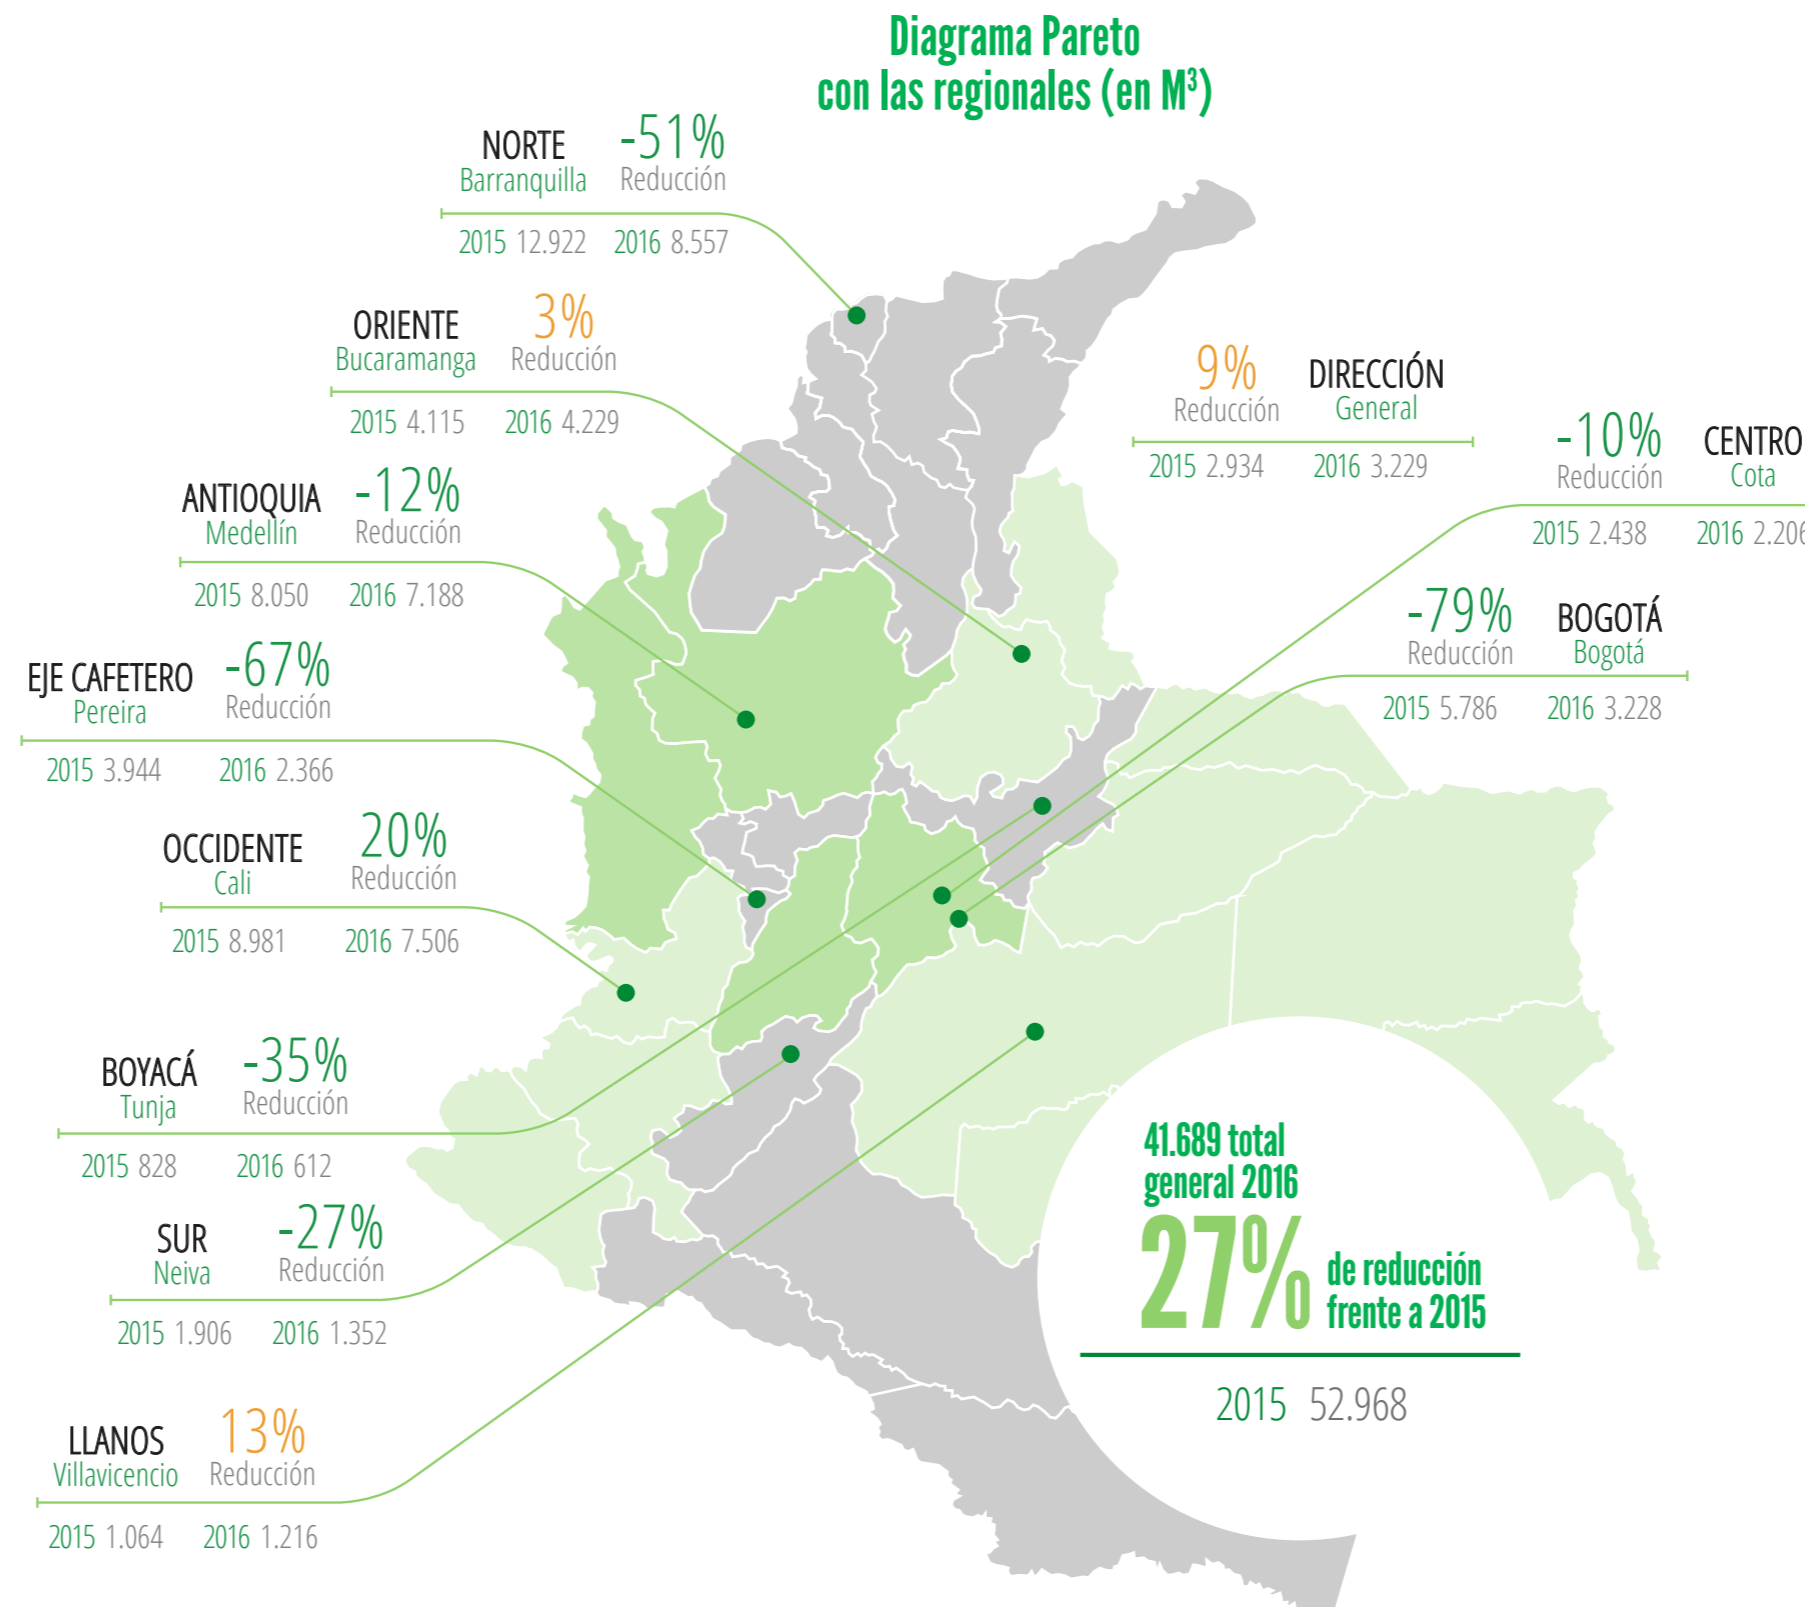 Diagrama Pareto
con las regionales (en M³)
NORTE
Barranquilla
-51%
Reducción
2015 12.922 2016 8.557
ORIENTE
Bucaramanga
3%
Reducción
2015 4.115 2016 4.229
9%
Reducción
DIRECCIÓN
General
2015 2.934 2016 3.229
-10%
Reducción
CENTRO
Cota
2015 2.438 2016 2.206
ANTIOQUIA
Medellín
-12%
Reducción
2015 8.050 2016 7.188
-79%
Reducción
BOGOTÁ
Bogotá
2015 5.786 2016 3.228
EJE CAFETERO
Pereira
-67%
Reducción
2015 3.944 2016 2.366
OCCIDENTE
Cali
20%
Reducción
2015 8.981 2016 7.506
BOYACÁ
Tunja
-35%
Reducción
2015 828 2016 612
SUR
Neiva
-27%
Reducción
2015 1.906 2016 1.352
LLANOS
Villavicencio
13%
Reducción
2015 1.064 2016 1.216
41.689 total
general 2016
27%
de reducción
frente a 2015
2015 52.968